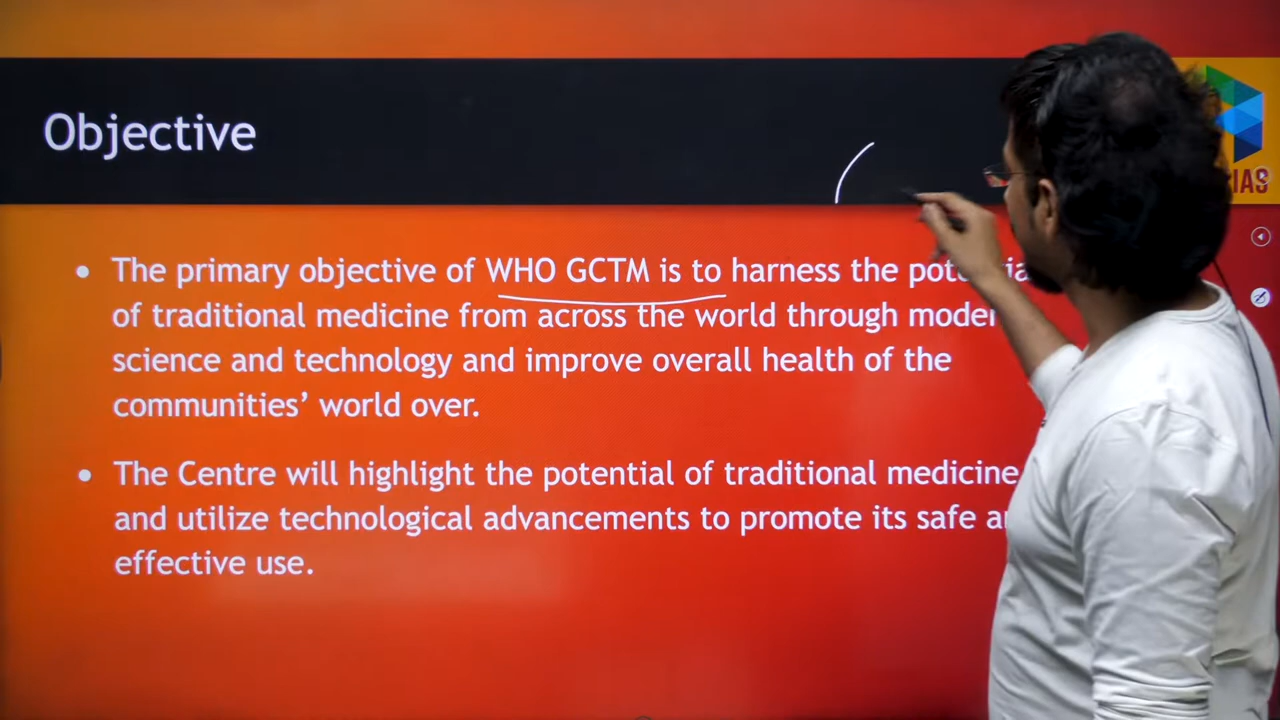 Objective
IAS
The primary objective of WHO GCTM is to harness the
of traditional medicine from across the world through
science and technology and improve overall health of the
communities’ world over.
The Centre will highlight the potential of traditional medicine
and utilize technological advancements to promote its safe
effective use.